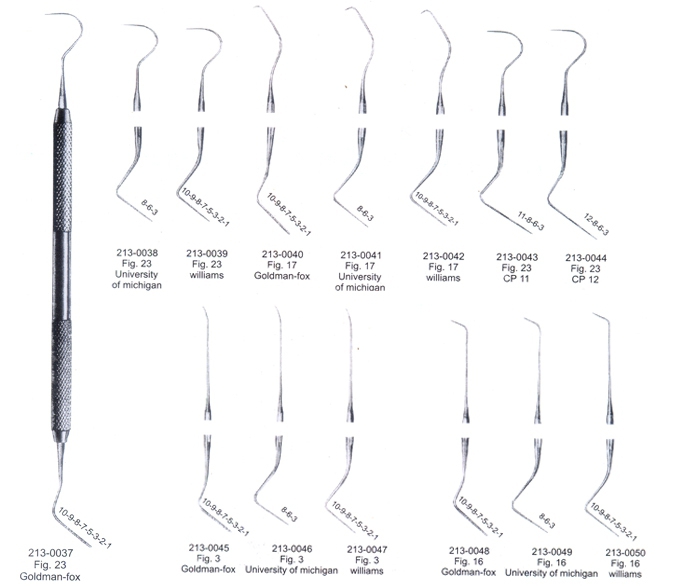 8-6-3
10-9-8-7-5-3-2-1
10-9-8-7-5-3-2-1
8-6-3
10-9-8-7-5-3-2-1
11-8-6-3
12-8-6-3
213-0038
Fig. 23
University
of michigan
213-0039
Fig. 23
williams
213-0040
Fig. 17
Goldman-fox
213-0041
Fig. 17
University
of michigan
213-0042
Fig. 17
williams
213-0043
Fig. 23
CP 11
213-0044
Fig. 23
CP 12
10-9-8-7-5-3-2-1
213-0037
Fig. 23
Goldman-fox
10-9-8-7-5-3-2-1
8-6-3
10-9-8-7-5-3-2-1
10-9-8-7-5-3-2-1
8-6-3
10-9-8-7-5-3-2-1
213-0045
Fig. 3
Goldman-fox
213-0046
Fig. 3
University of michigan
213-0047
Fig. 3
williams
213-0048
Fig. 16
Goldman-fox
213-0049
Fig. 16
University of michigan
213-0050
Fig. 16
williams